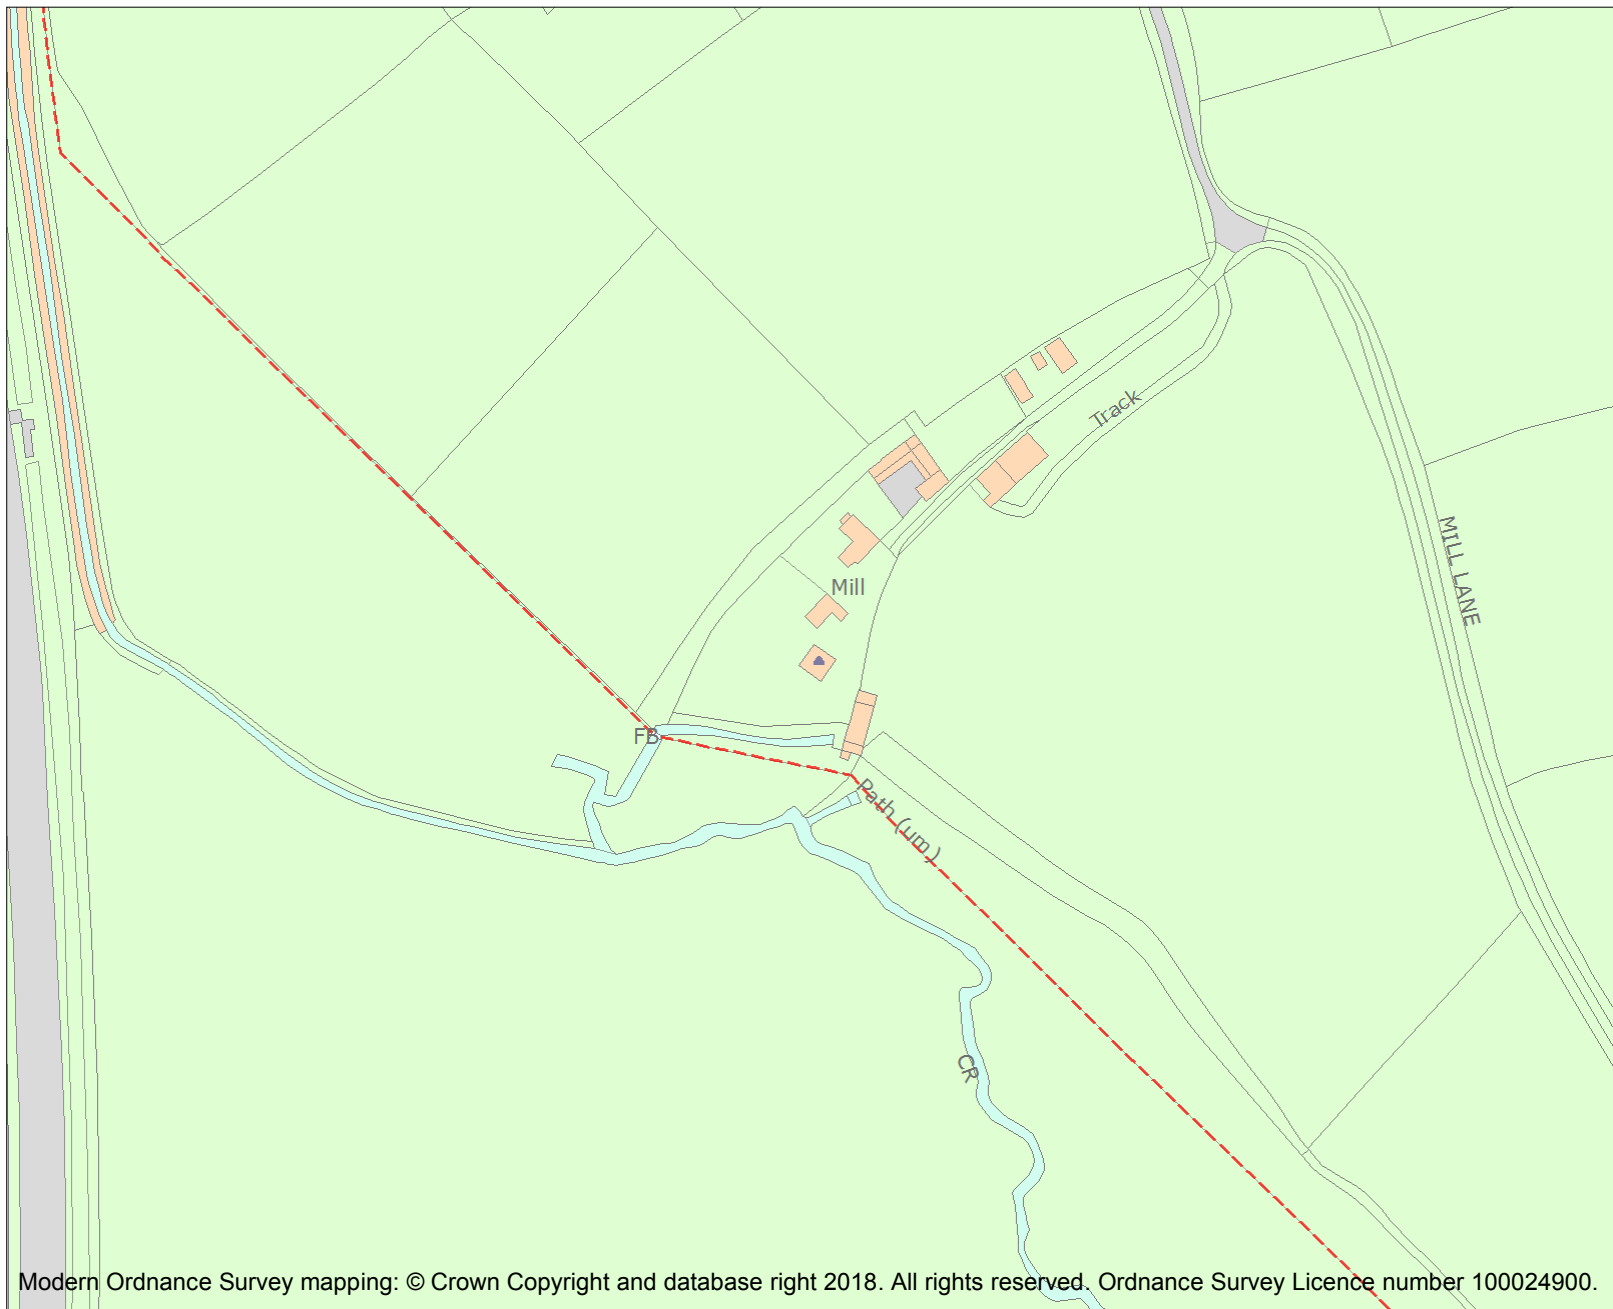 Track
MILL LANE
Mill
FB
Path (um)
CR
Modern Ordnance Survey mapping: © Crown Copyright and database right 2018. All rights reserved. Ordnance Survey Licence number 100024900.